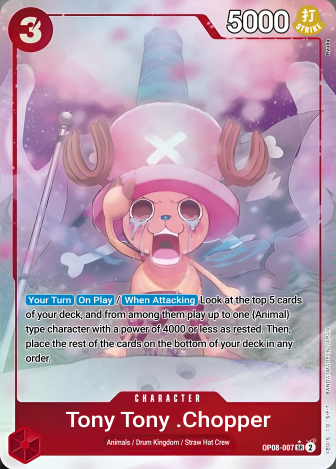 3
5000
打
STRIKE
Your Turn On Play / When Attacking Look at the top 5 cards
of your deck, and from among them play up to one {Animal}
type character with a power of 4000 or less as rested. Then,
place the rest of the cards on the bottom of your deck in any
order.
CHARACTER
Tony Tony .Chopper
OP08-007 SR 2
Animals / Drum Kingdom / Straw Hat Crew